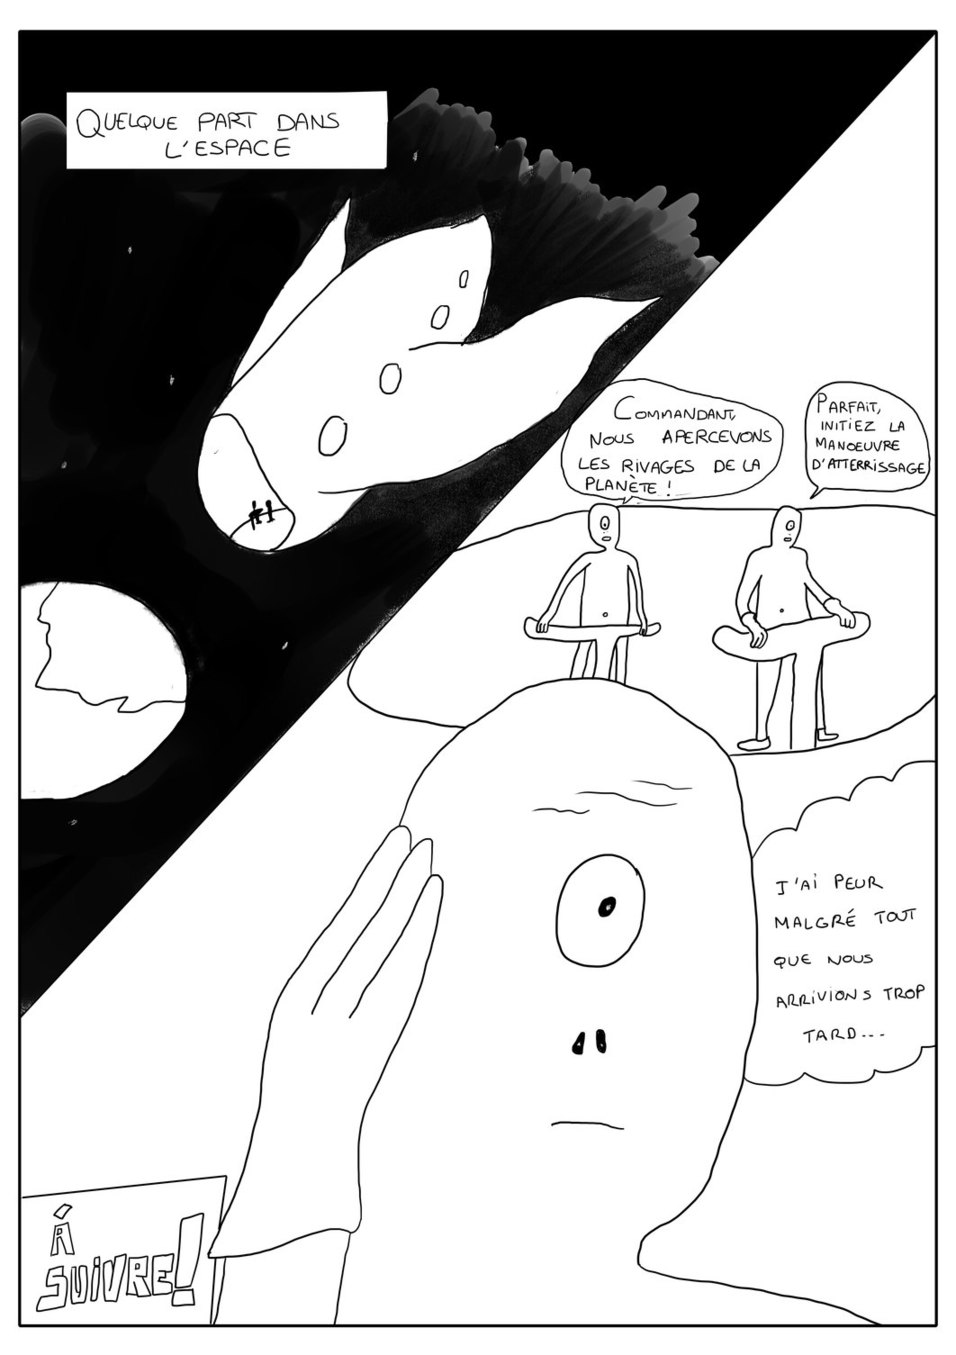 QUELQUE PART DANS
L'ESPACE
COMMANDANT,
NOUS APERCEVONS
LES RIVAGES DE LA
PLANÈTE !
PARFAIT,
INITIEZ LA
MANOEUVRE
D'ATTERRISSAGE
J'AI PEUR
MALGRÉ TOUT
QUE NOUS
ARRIVIONS TROP
TARD...
À
SUIVRE!